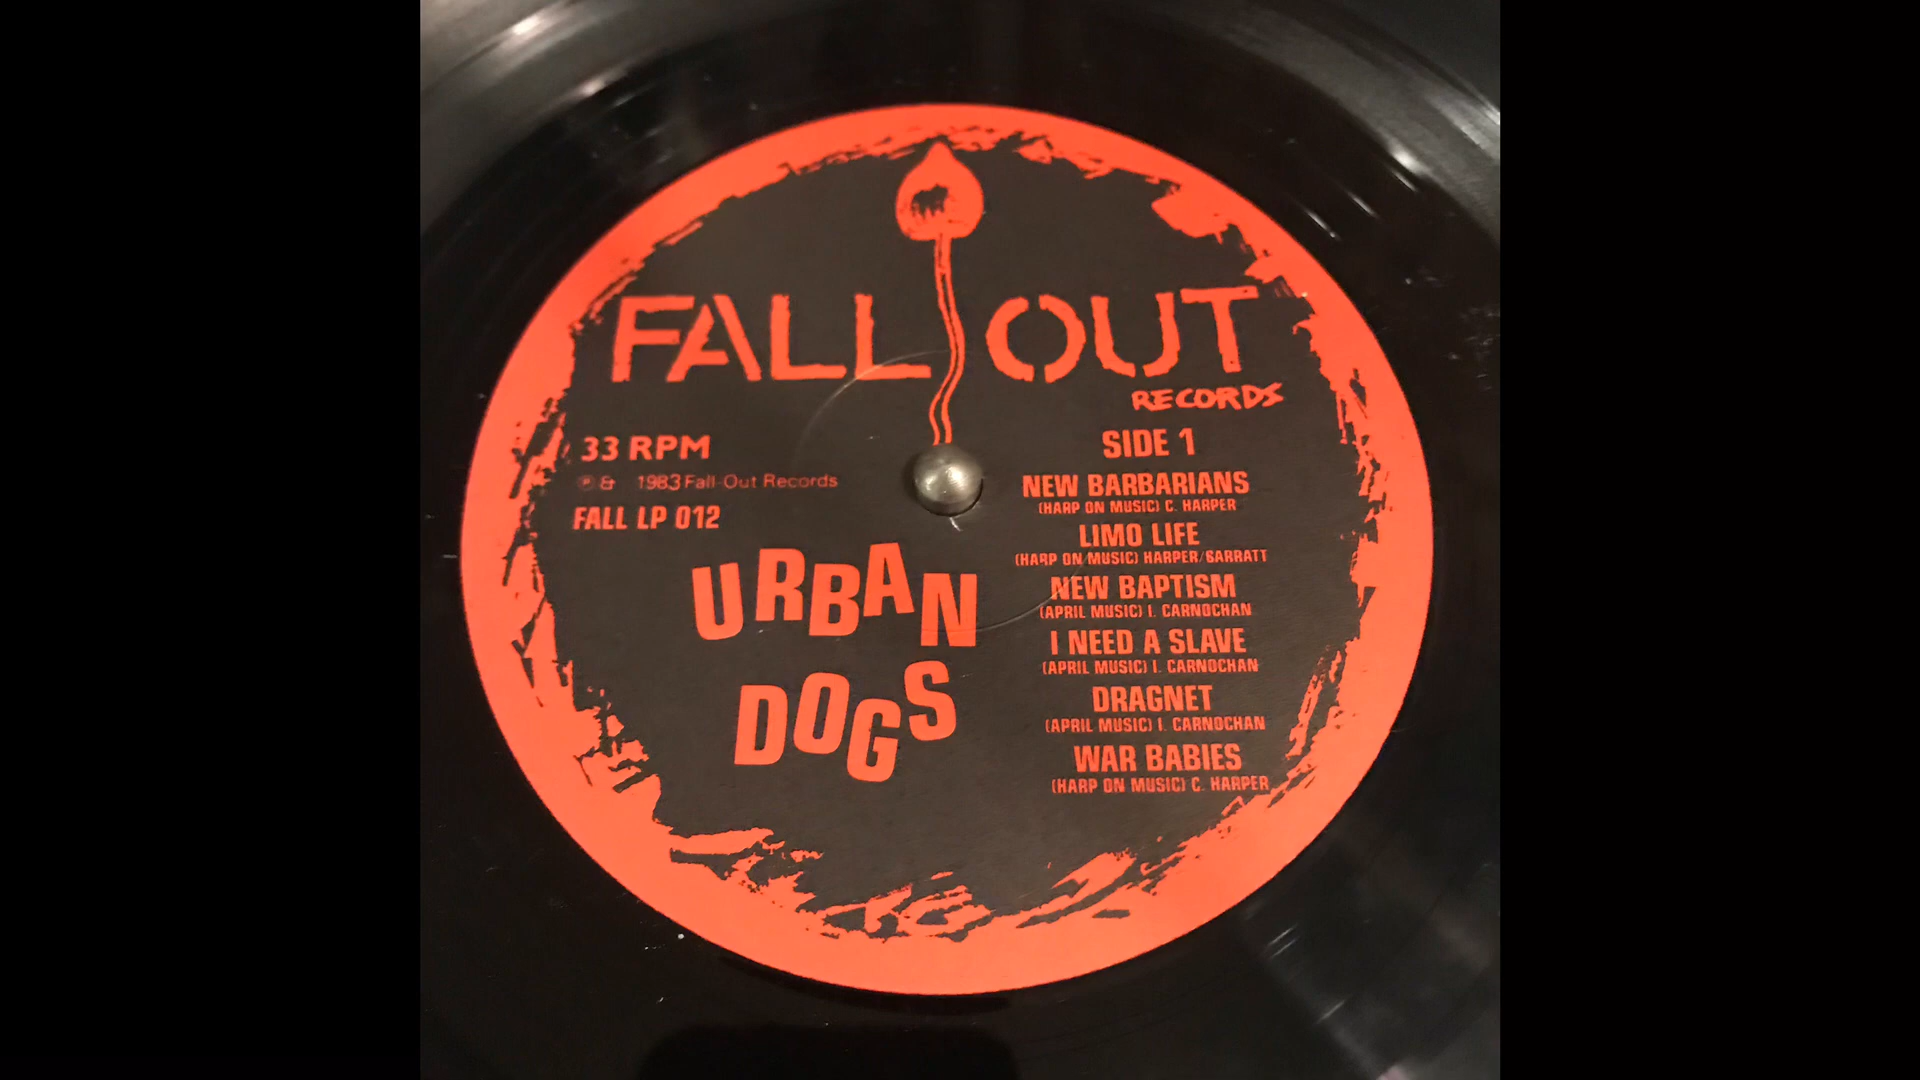 FALL OUT
RECORDS
33 RPM
℗ & 1983 Fall-Out Records
FALL LP 012
URBAN
DOGS
SIDE 1
NEW BARBARIANS
(HARP ON MUSIC) C. HARPER
LIMO LIFE
(HARP ON MUSIC) HARPER/GARRATT
NEW BAPTISM
(APRIL MUSIC) I. CARNOCHAN
I NEED A SLAVE
(APRIL MUSIC) I. CARNOCHAN
DRAGNET
(APRIL MUSIC) I. CARNOCHAN
WAR BABIES
(HARP ON MUSIC) C. HARPER